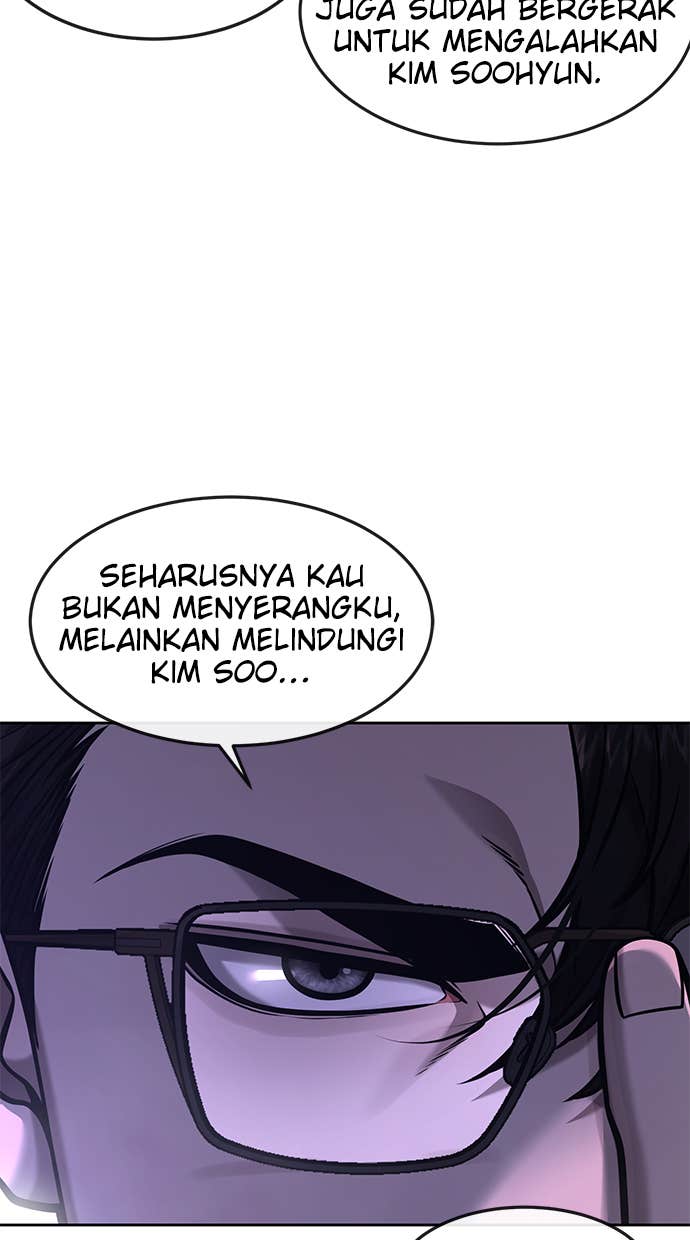 JUGA SUDAH BERGERAK
UNTUK MENGALAHKAN
KIM SOOHYUN.
SEHARUSNYA KAU
BUKAN MENYERANGKU,
MELAINKAN MELINDUNGI
KIM SOO...